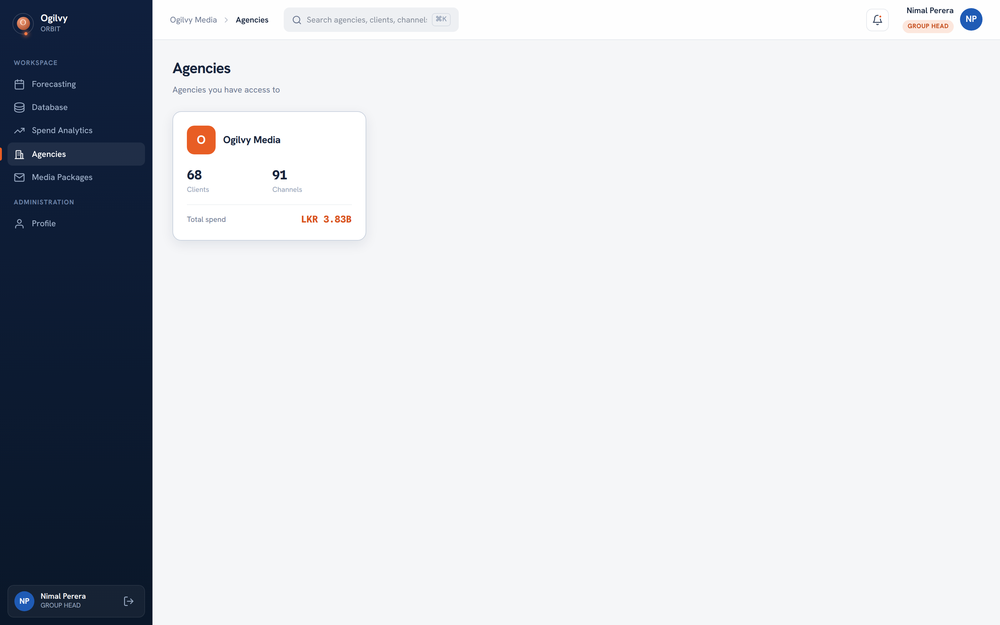 O
Ogilvy
ORBIT
WORKSPACE
Forecasting
Database
Spend Analytics
Agencies
Media Packages
ADMINISTRATION
Profile
NP
Nimal Perera
GROUP HEAD
Ogilvy Media
Agencies
Search agencies, clients, channels
⌘K
Nimal Perera
GROUP HEAD
NP
Agencies
Agencies you have access to
O
Ogilvy Media
68 91
Clients Channels
Total spend LKR 3.83B